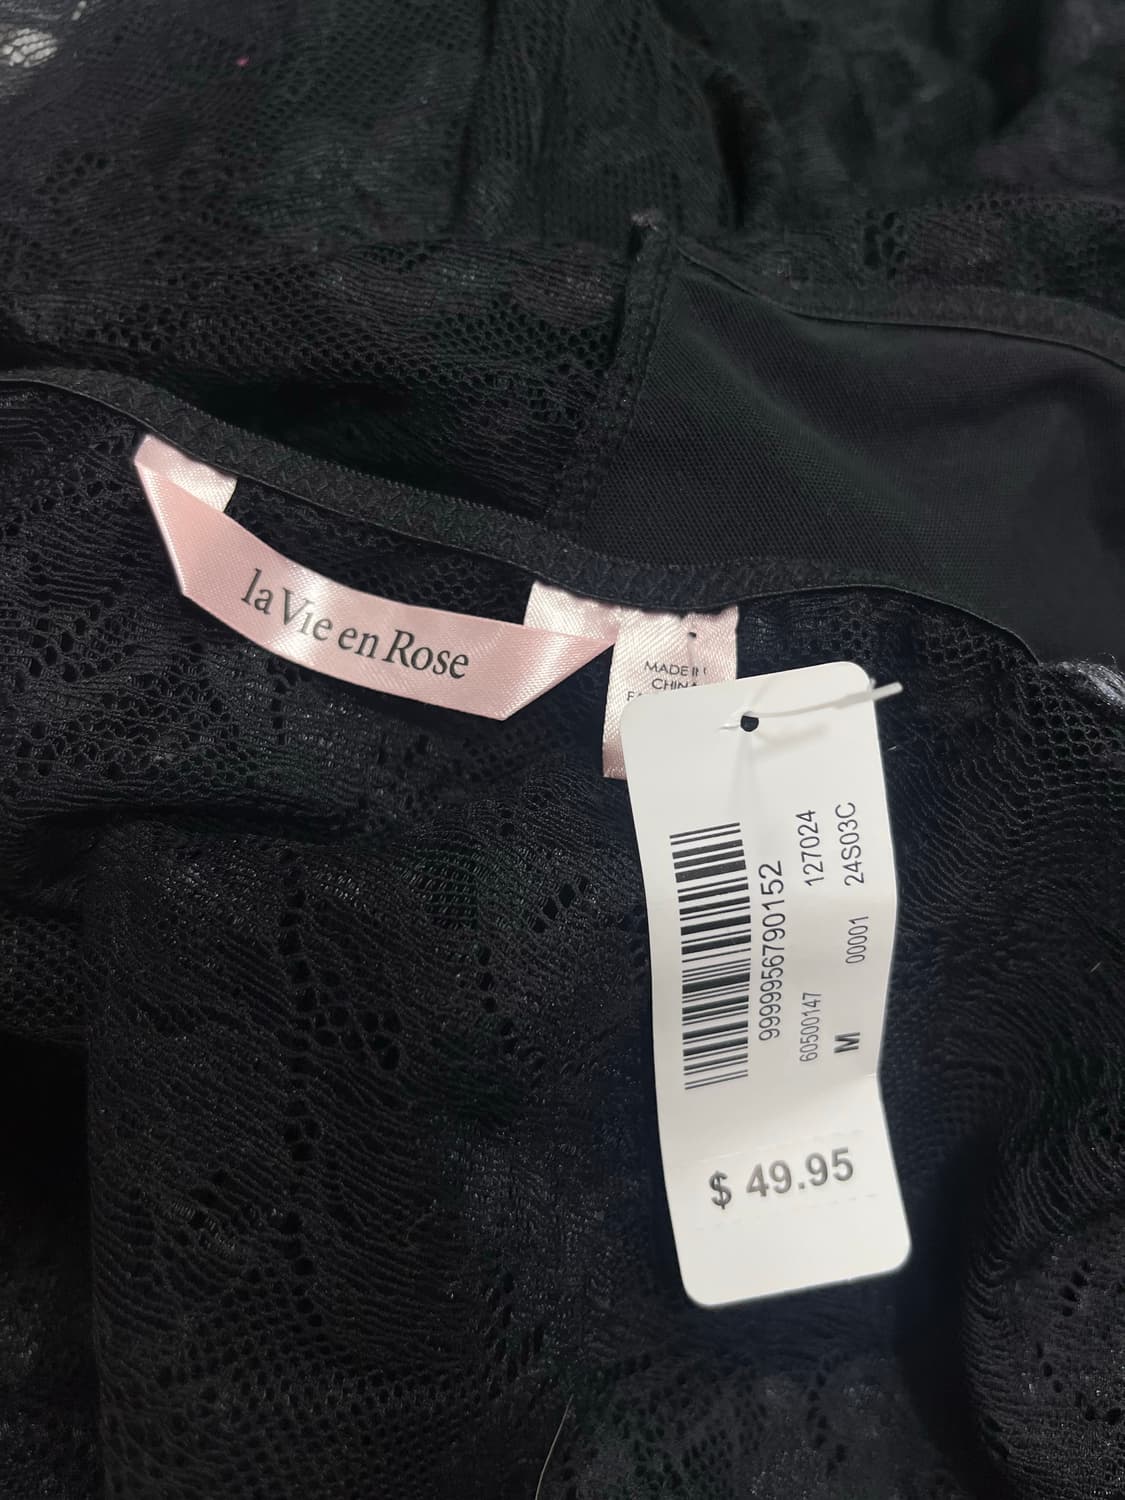 la Vie en Rose
MADE IN
CHINA
9999956790152
60500147 127024
M 00001 24S03C
$ 49.95